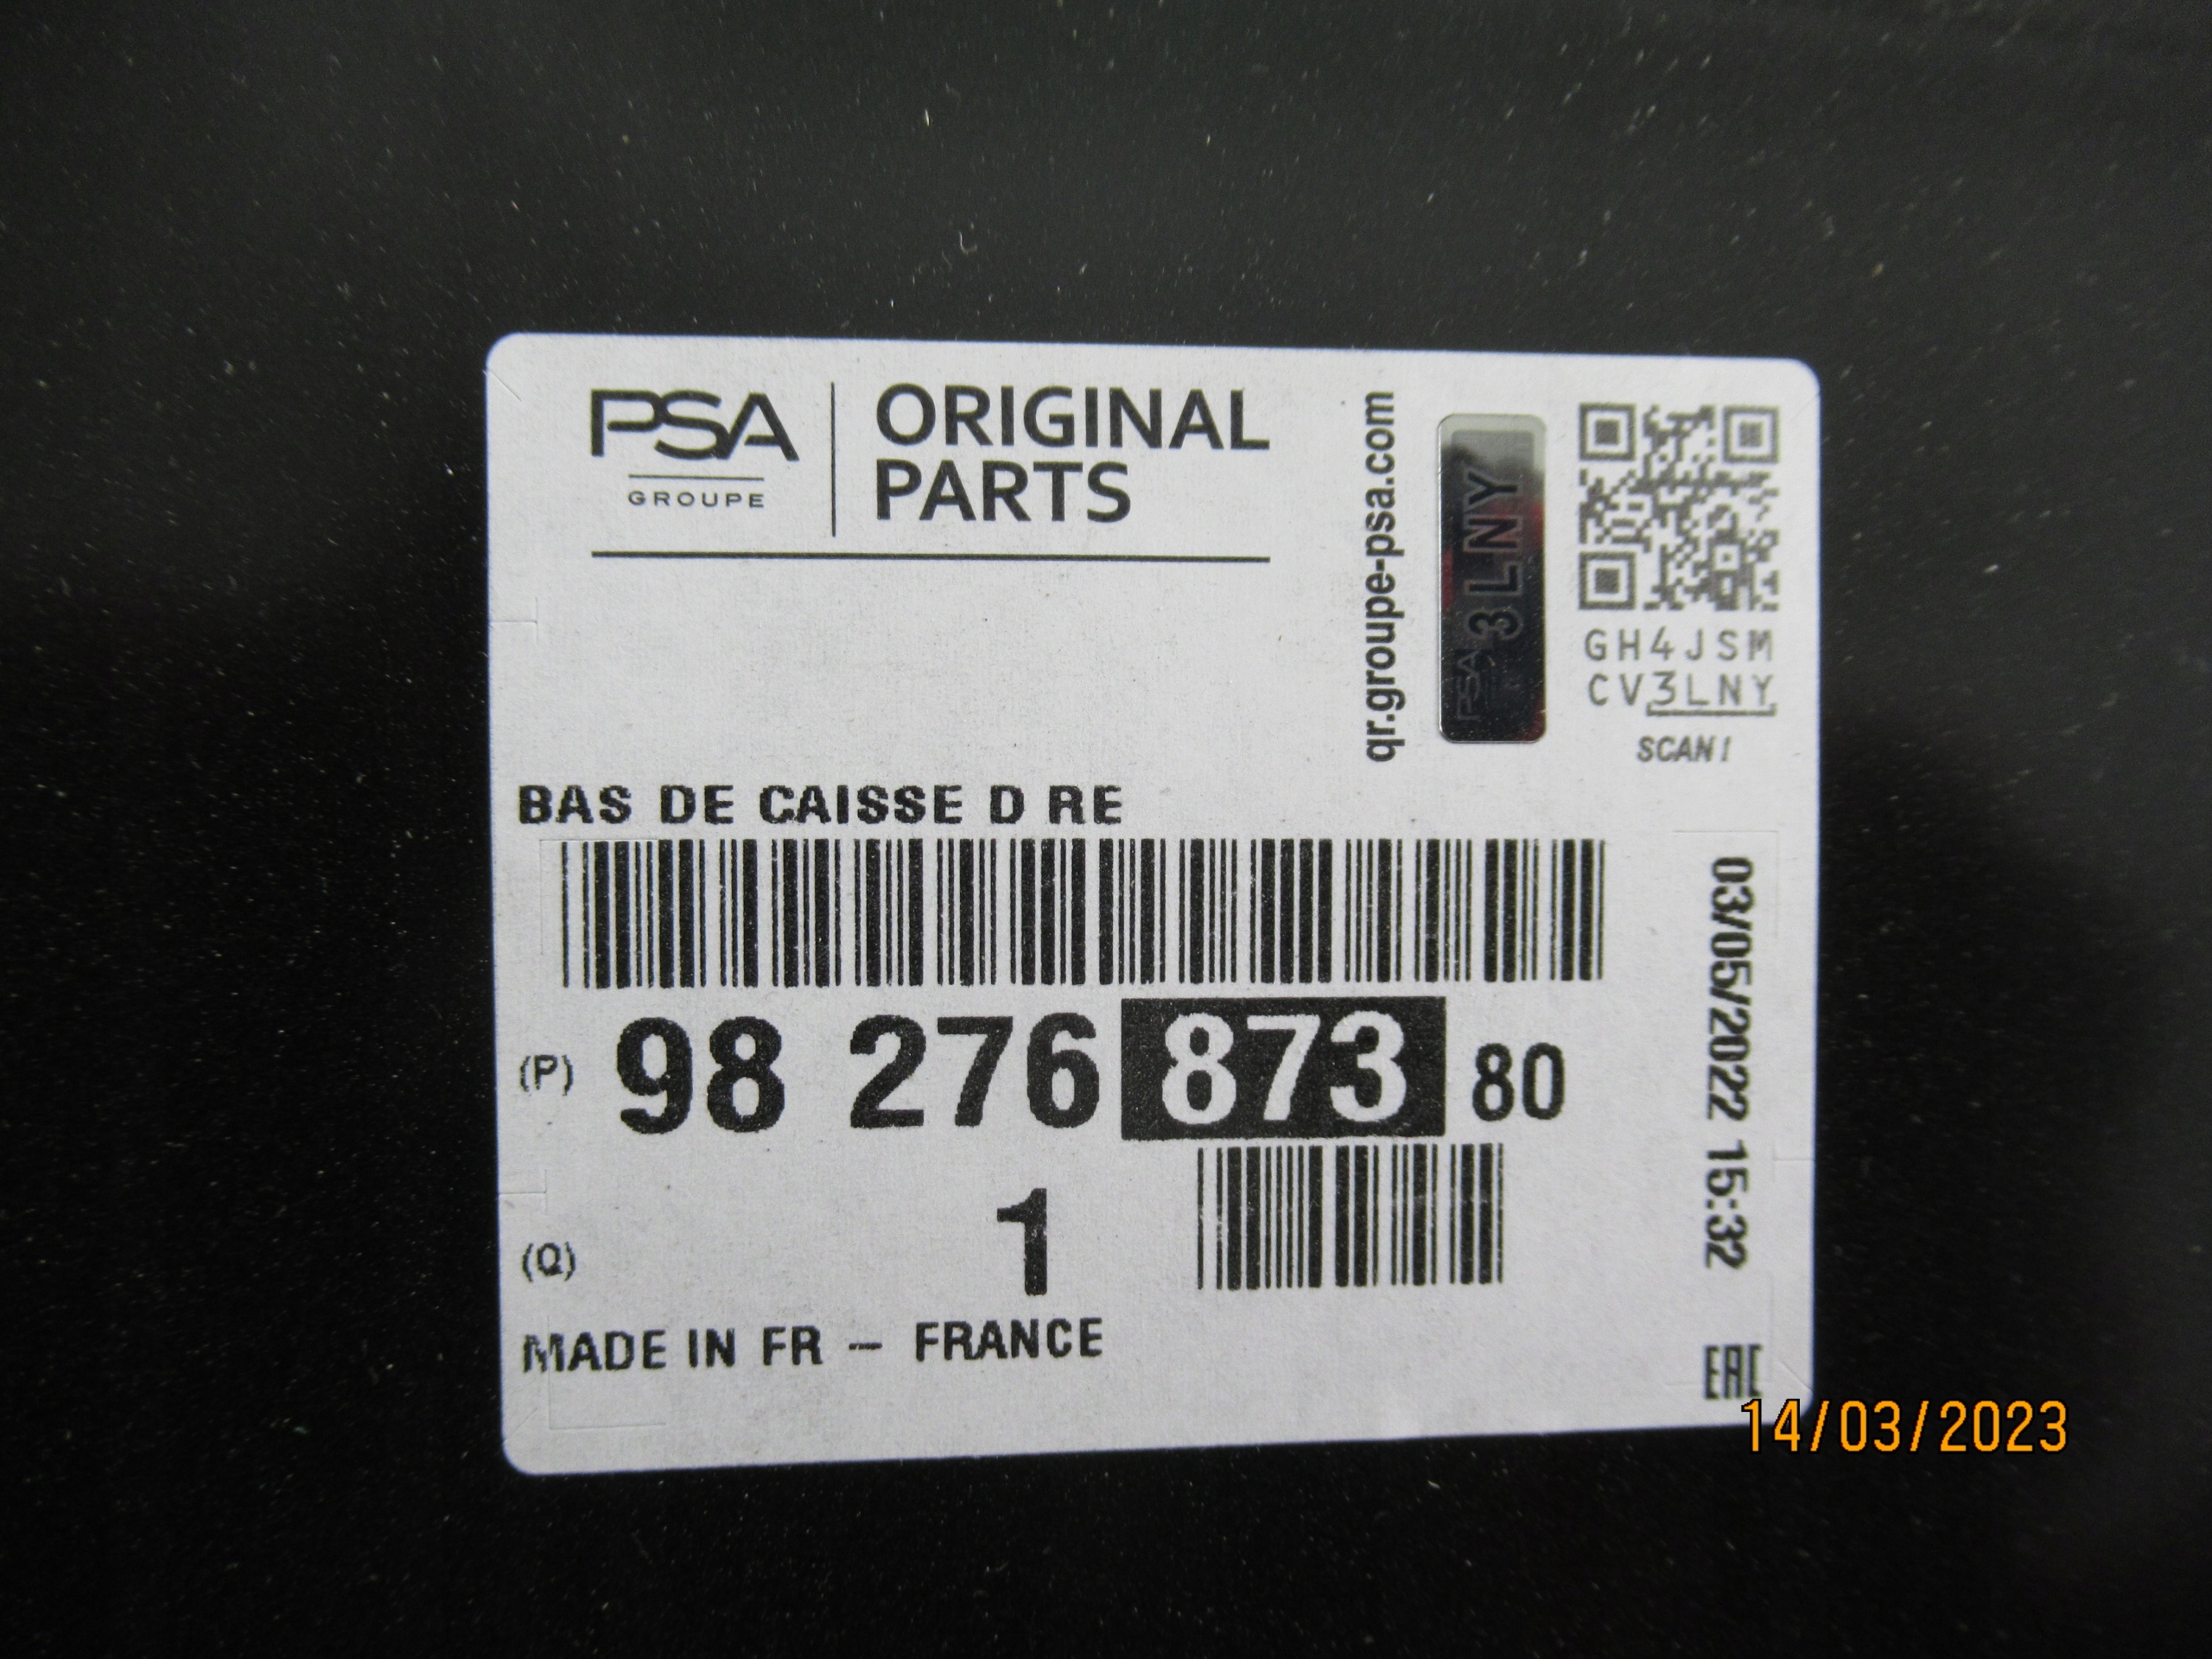 PSA
GROUPE
ORIGINAL
PARTS
qr.groupe-psa.com
PSA
3LNY
GH4JSM
CV3LNY
SCAN!
BAS DE CAISSE D RE
(P) 98 276 873 80
(Q) 1
MADE IN FR - FRANCE
03/05/2022 15:32
EAC
14/03/2023